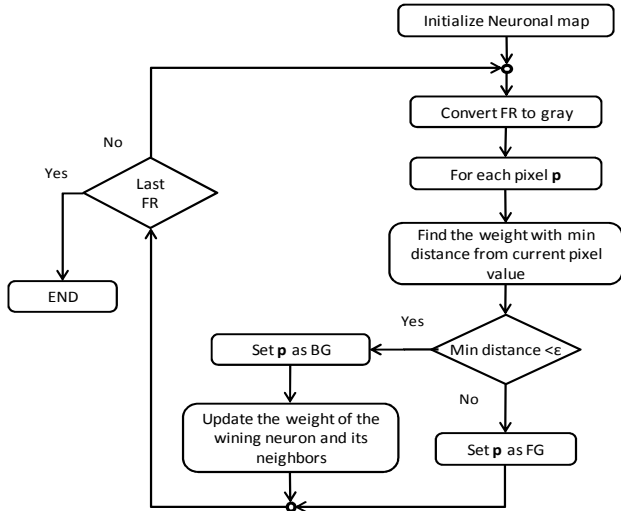 Initialize Neuronal map
Convert FR to gray
For each pixel p
Find the weight with min
distance from current pixel
value
Min distance <ε
Yes
No
Set p as BG
Update the weight of the
wining neuron and its
neighbors
Set p as FG
Last
FR
No
Yes
END